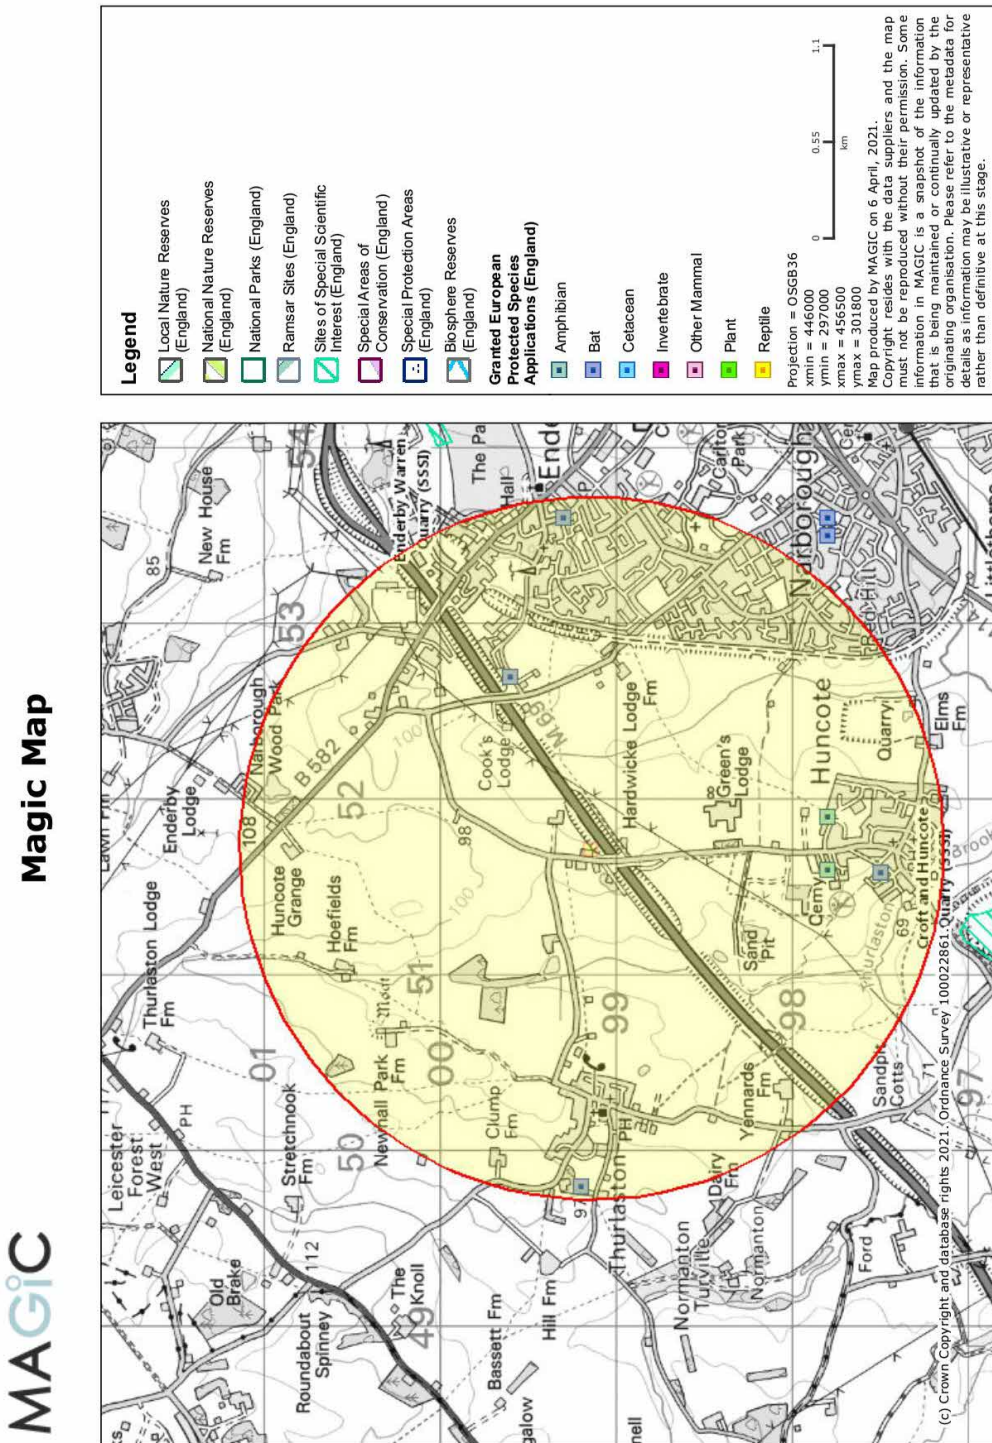 MAGiC
Magic Map
Legend
Local Nature Reserves
(England)
National Nature Reserves
(England)
National Parks (England)
Ramsar Sites (England)
Sites of Special Scientific
Interest (England)
Special Areas of
Conservation (England)
Special Protection Areas
(England)
Biosphere Reserves
(England)
Granted European
Protected Species
Applications (England)
Amphibian
Bat
Cetacean
Invertebrate
Other Mammal
Plant
Reptile
0 0.55 1.1
km
Projection = OSGB36
xmin = 446000
ymin = 297000
xmax = 456500
ymax = 301800
Map produced by MAGIC on 6 April, 2021.
Copyright resides with the data suppliers and the map
must not be reproduced without their permission. Some
information in MAGIC is a snapshot of the information
that is being maintained or continually updated by the
originating organisation. Please refer to the metadata for
details as information may be illustrative or representative
rather than definitive at this stage.
Leicester
Forest
West
PH
Thurlaston Lodge
Fm
Enderby
Lodge
108
Narborough
Wood Park
B 582
85
New House
Fm
54
53
52
51
50
49
01
00
99
98
97
Old
Brake
112
Stretchnook
Fm
Roundabout
Spinney
The
Knoll
Huncote
Grange
Hoefields
Fm
Newhall Park
Fm
Moat
100
100
98
Enderby Warren
Quarry (SSSI)
The Pa
Hall
Ende
Bassett Fm
Hill Fm
Clump
Fm
97
Thurlaston
PH
Cook's
Lodge
M 69
Hardwicke Lodge
Fm
Carlton
Park
Normanton
Turville
Normanton
Dairy
Fm
Yennards
Fm
Sand
Pit
Green's
Lodge
Cemy
Huncote
Narborough
Red Hill
Cem
Quarry
Ford
Sandpit
Cotts
71
69
Thurlaston
Croft and Huncote
Quarry (SSSI)
Brook
Elms
Fm
Littlethorpe
(c) Crown Copyright and database rights 2021. Ordnance Survey 100022861.